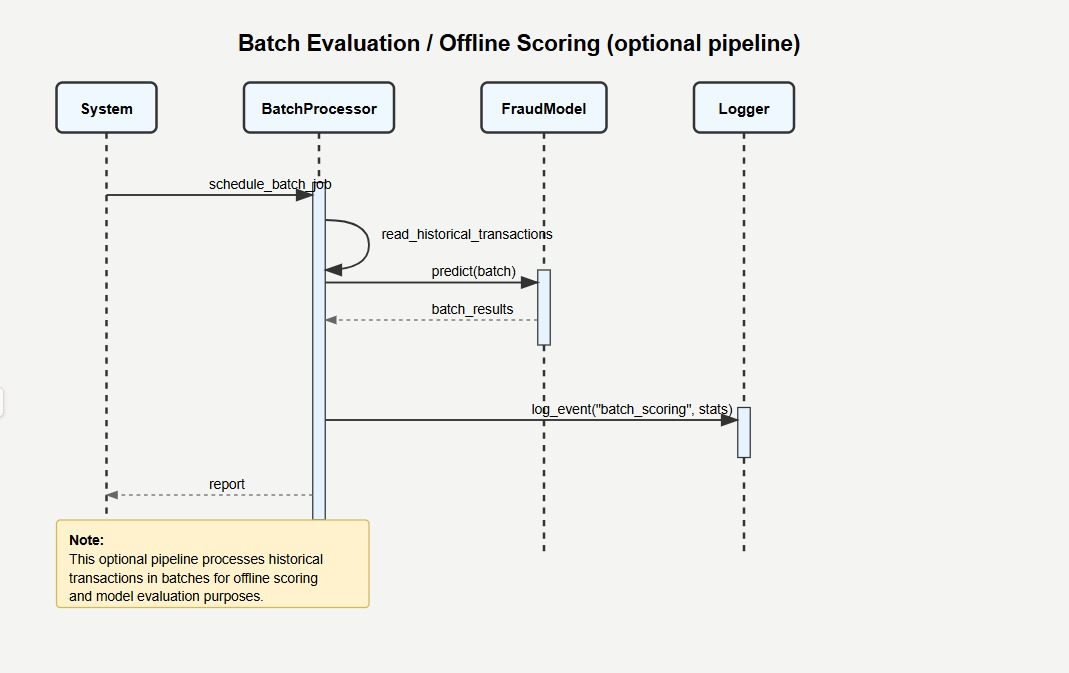 Batch Evaluation / Offline Scoring (optional pipeline)
System
BatchProcessor
FraudModel
Logger
schedule_batch_job
read_historical_transactions
predict(batch)
batch_results
log_event("batch_scoring", stats)
report
Note:
This optional pipeline processes historical
transactions in batches for offline scoring
and model evaluation purposes.